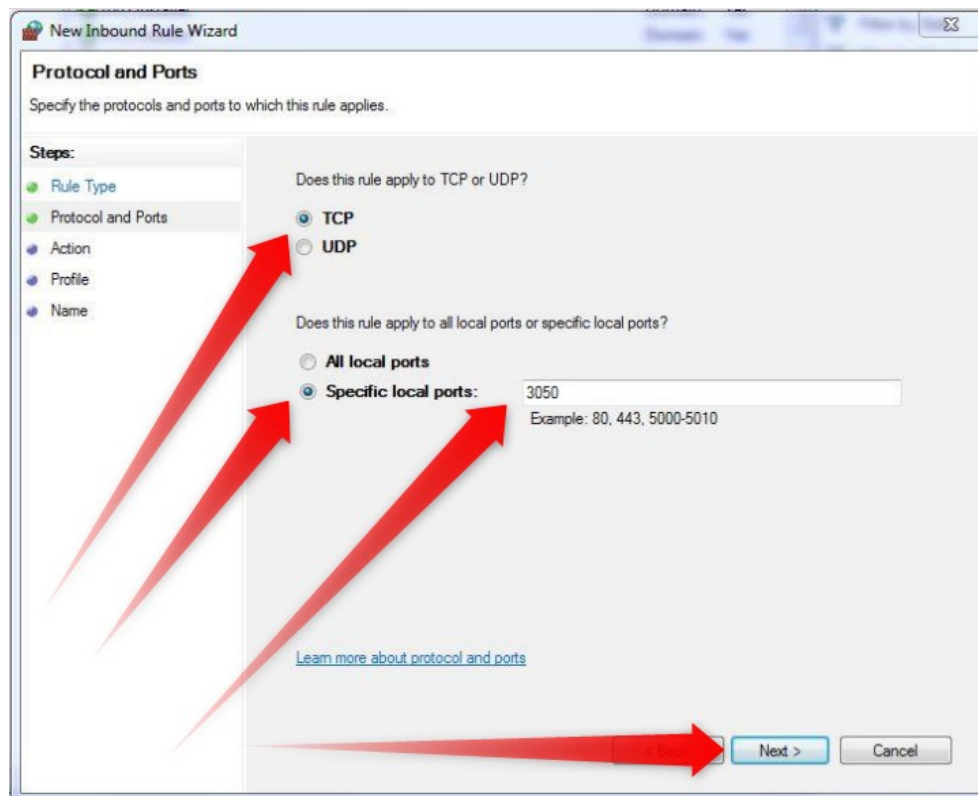 New Inbound Rule Wizard
Protocol and Ports
Specify the protocols and ports to which this rule applies.
Steps:
Rule Type
Protocol and Ports
Action
Profile
Name
Does this rule apply to TCP or UDP?
TCP
UDP
Does this rule apply to all local ports or specific local ports?
All local ports
Specific local ports: 3050
Example: 80, 443, 5000-5010
Learn more about protocol and ports
Next > Cancel